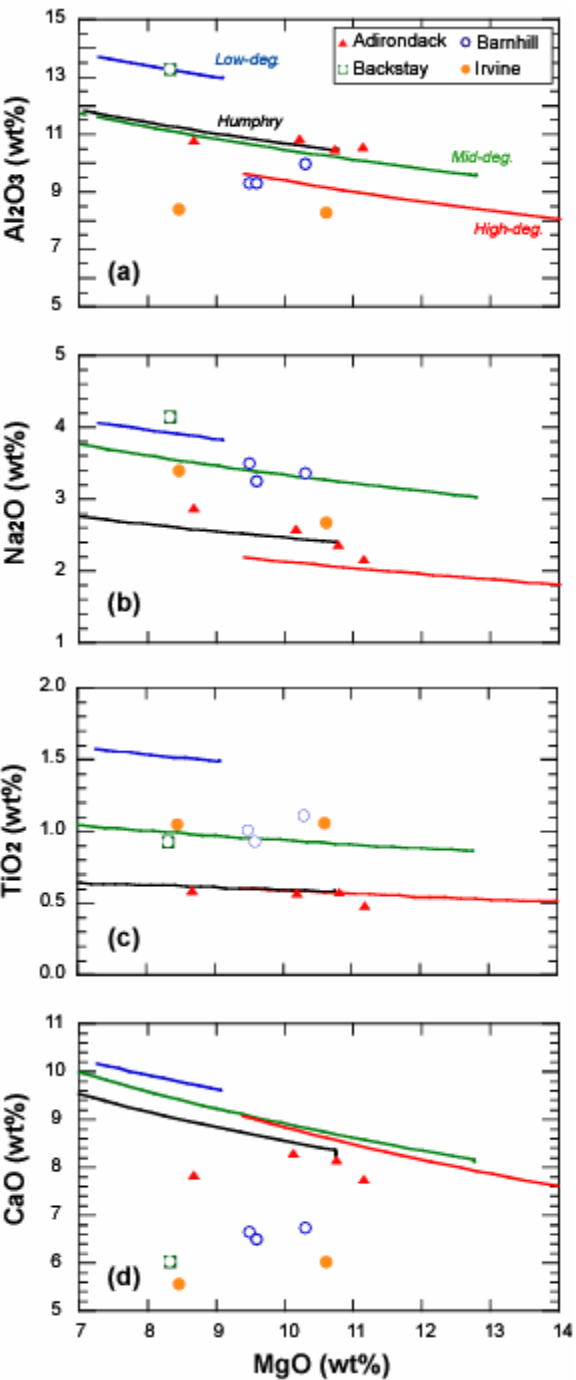 15
13
11
9
7
5
Al2O3 (wt%)
Adirondack
Barnhill
Backstay
Irvine
Low-deg.
Humphry
Mid-deg.
High-deg.
(a)
5
4
3
2
1
Na2O (wt%)
(b)
2.0
1.5
1.0
0.5
0.0
TiO2 (wt%)
(c)
11
10
9
8
7
6
5
CaO (wt%)
(d)
7 8 9 10 11 12 13 14
MgO (wt%)